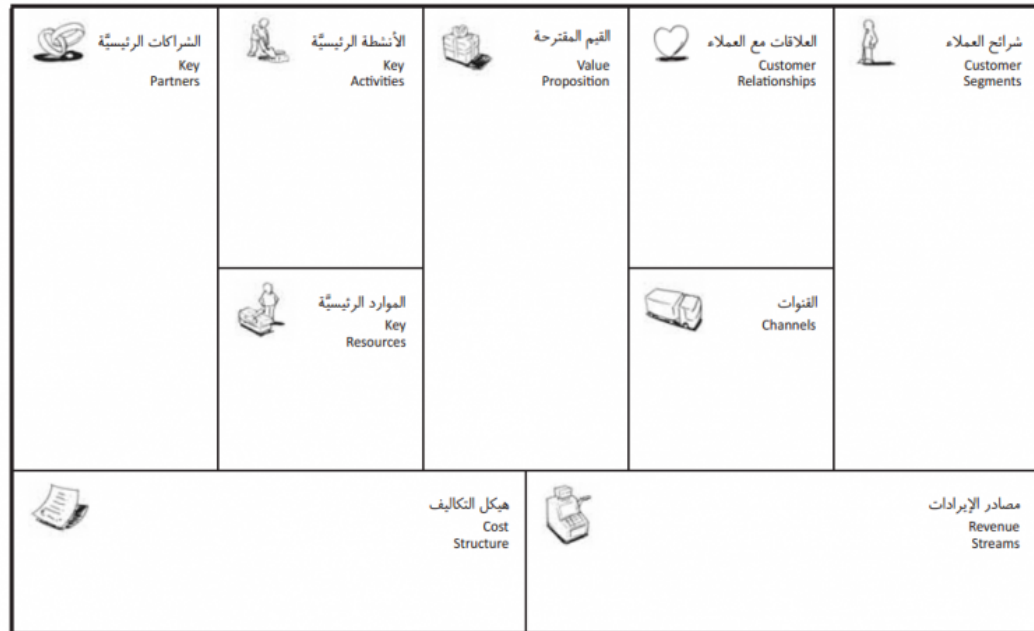 الشراكات الرئيسيَّة
Key
Partners
الأنشطة الرئيسيَّة
Key
Activities
القيم المقترحة
Value
Proposition
العلاقات مع العملاء
Customer
Relationships
شرائح العملاء
Customer
Segments
الموارد الرئيسيَّة
Key
Resources
القنوات
Channels
هيكل التكاليف
Cost
Structure
مصادر الإيرادات
Revenue
Streams